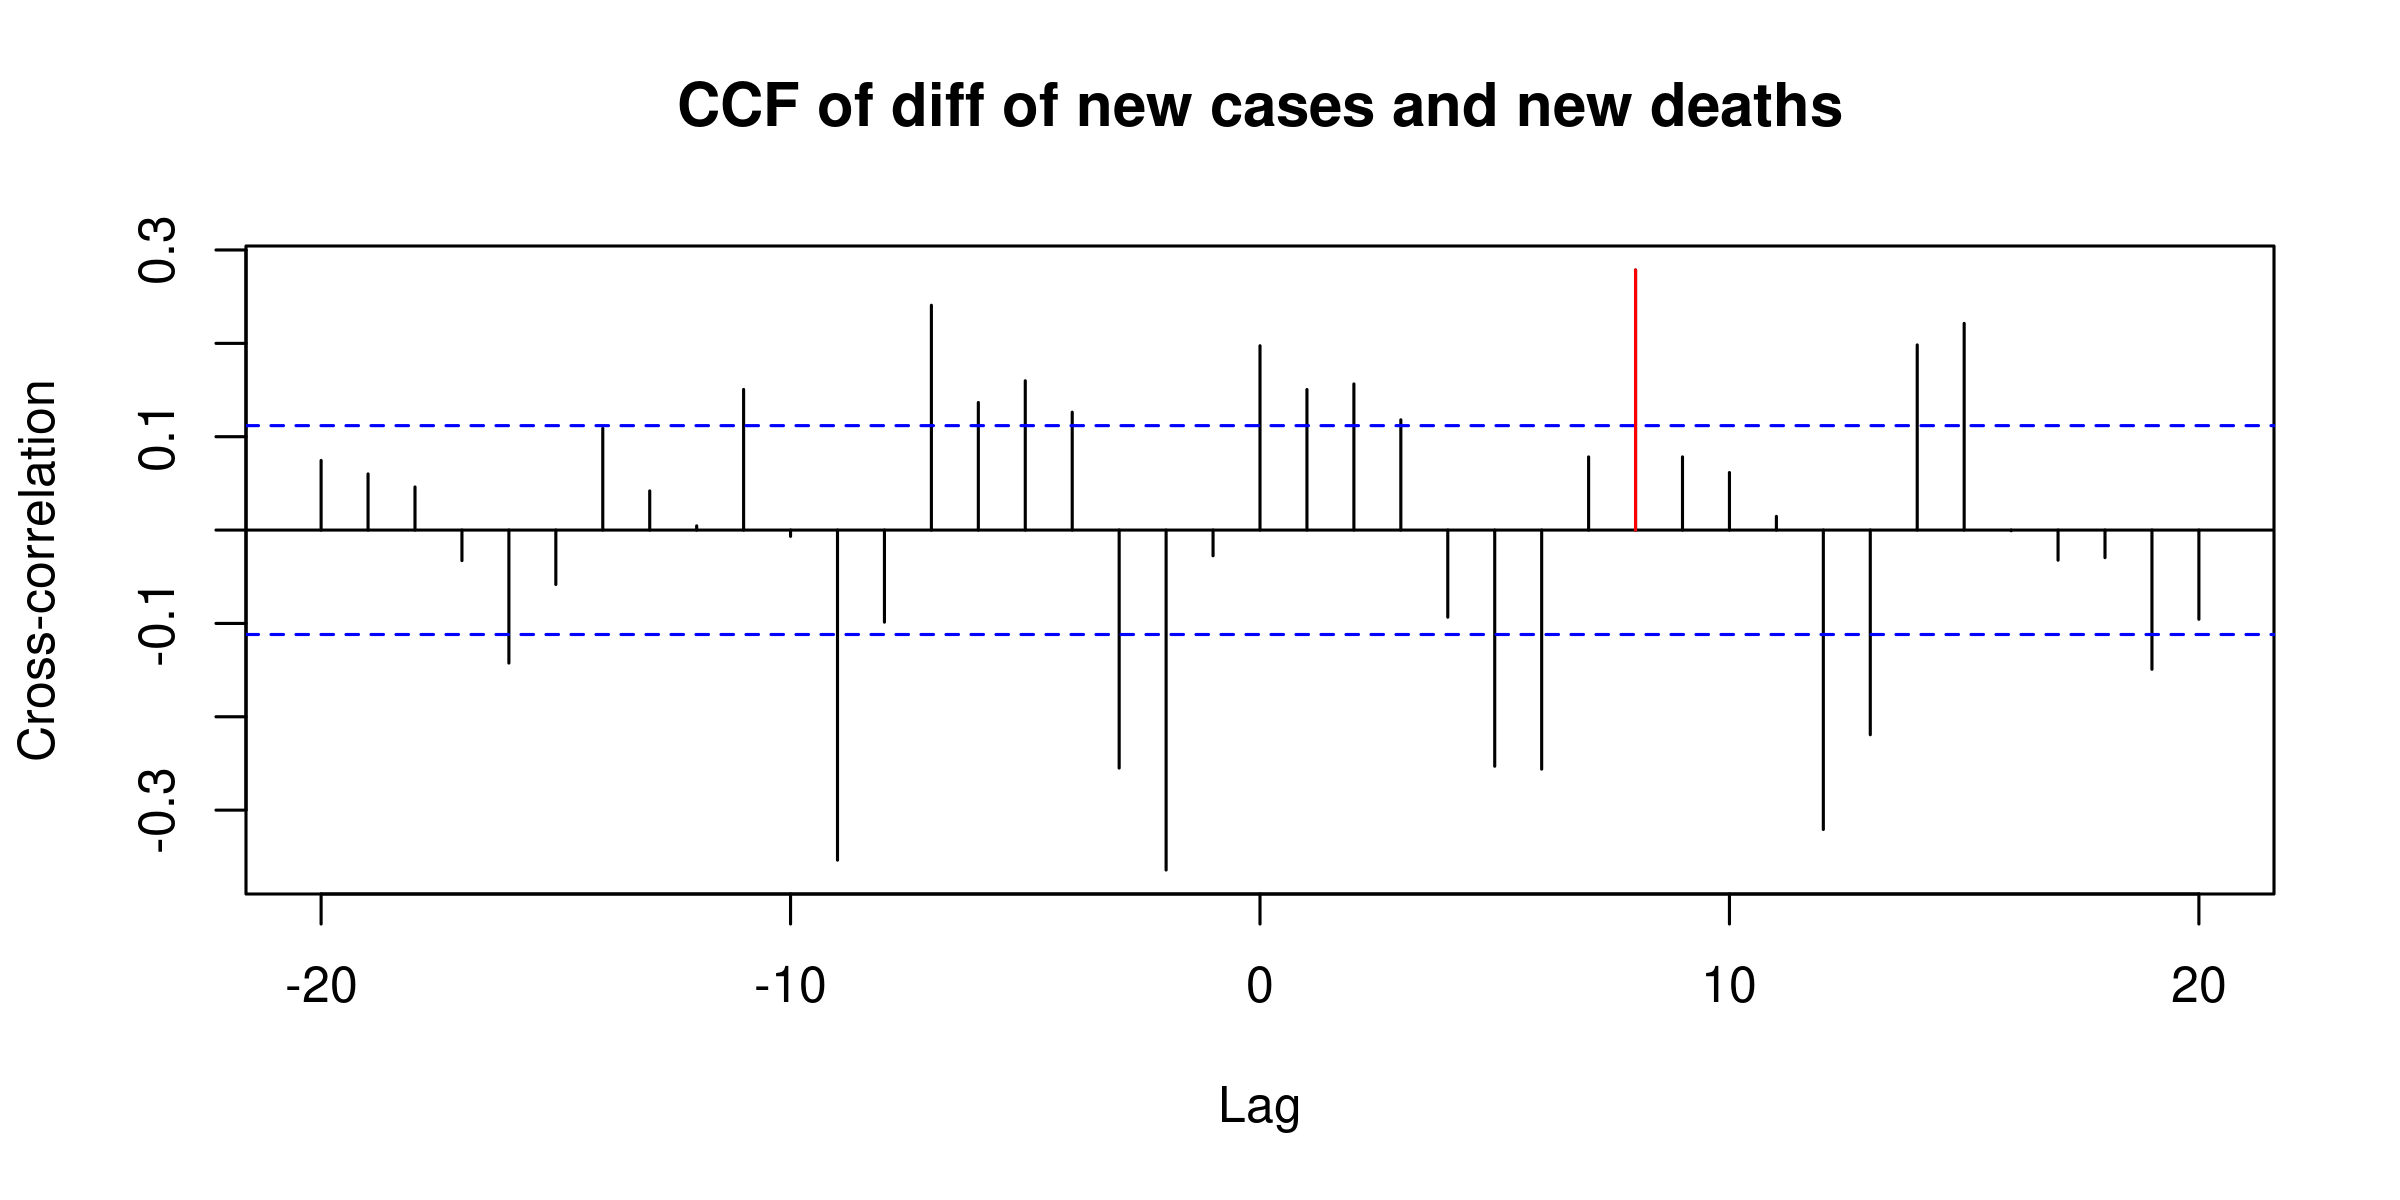 CCF of diff of new cases and new deaths
Cross-correlation
0.3
0.1
-0.1
-0.3
-20 -10 0 10 20
Lag